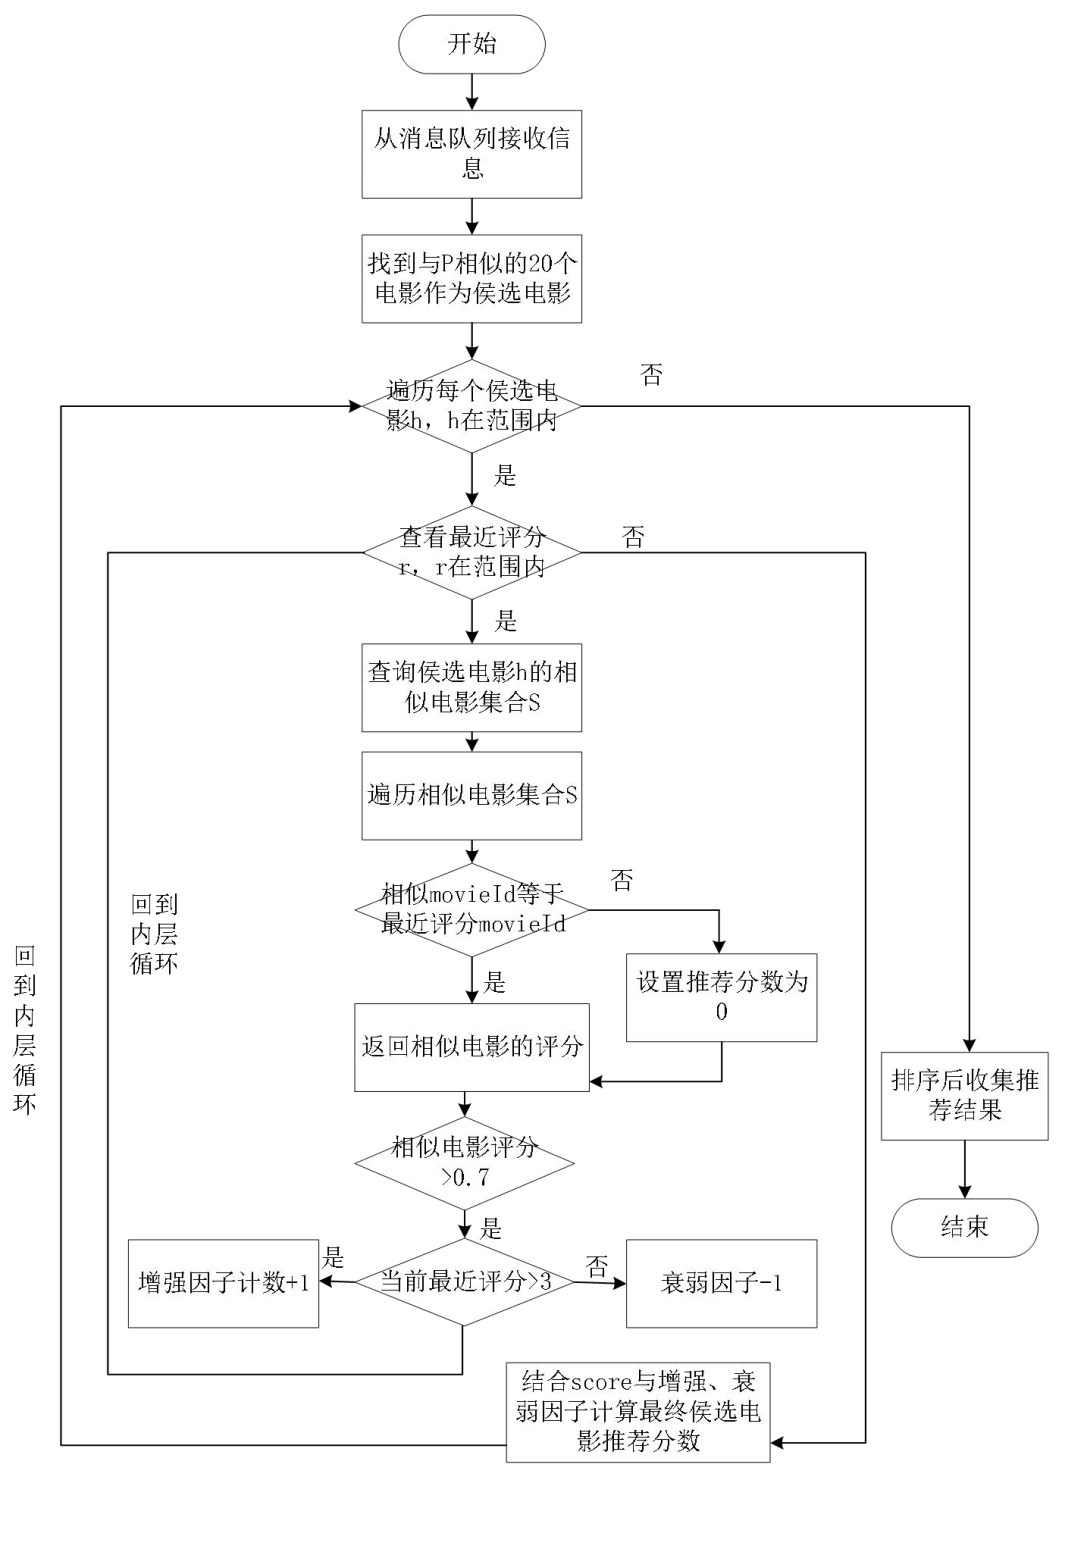 开始
从消息队列接收信
息
找到与P相似的20个
电影作为侯选电影
否
遍历每个侯选电
影h，h在范围内
是
查看最近评分
r，r在范围内
否
是
查询侯选电影h的相
似电影集合S
遍历相似电影集合S
相似movieId等于
最近评分movieId
否
回到
内层
循环
回
到
内
层
循
环
是
设置推荐分数为
0
返回相似电影的评分
排序后收集推
荐结果
相似电影评分
>0.7
是
结束
是
增强因子计数+1
当前最近评分>3
否
衰弱因子-1
结合score与增强、衰
弱因子计算最终侯选电
影推荐分数